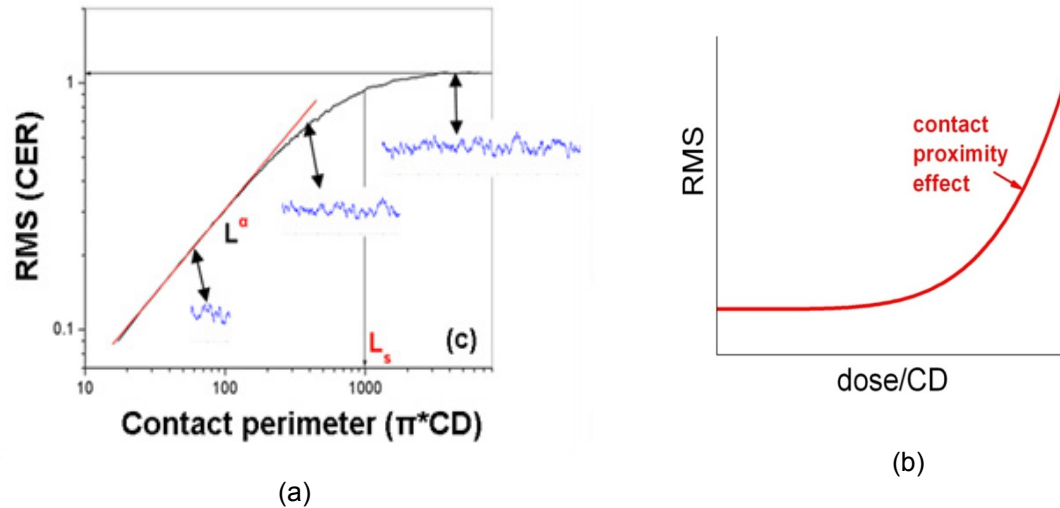 RMS (CER)
1
0.1
L^α
L_s
(c)
10
100
1000
Contact perimeter (π*CD)
(a)
RMS
contact
proximity
effect
dose/CD
(b)